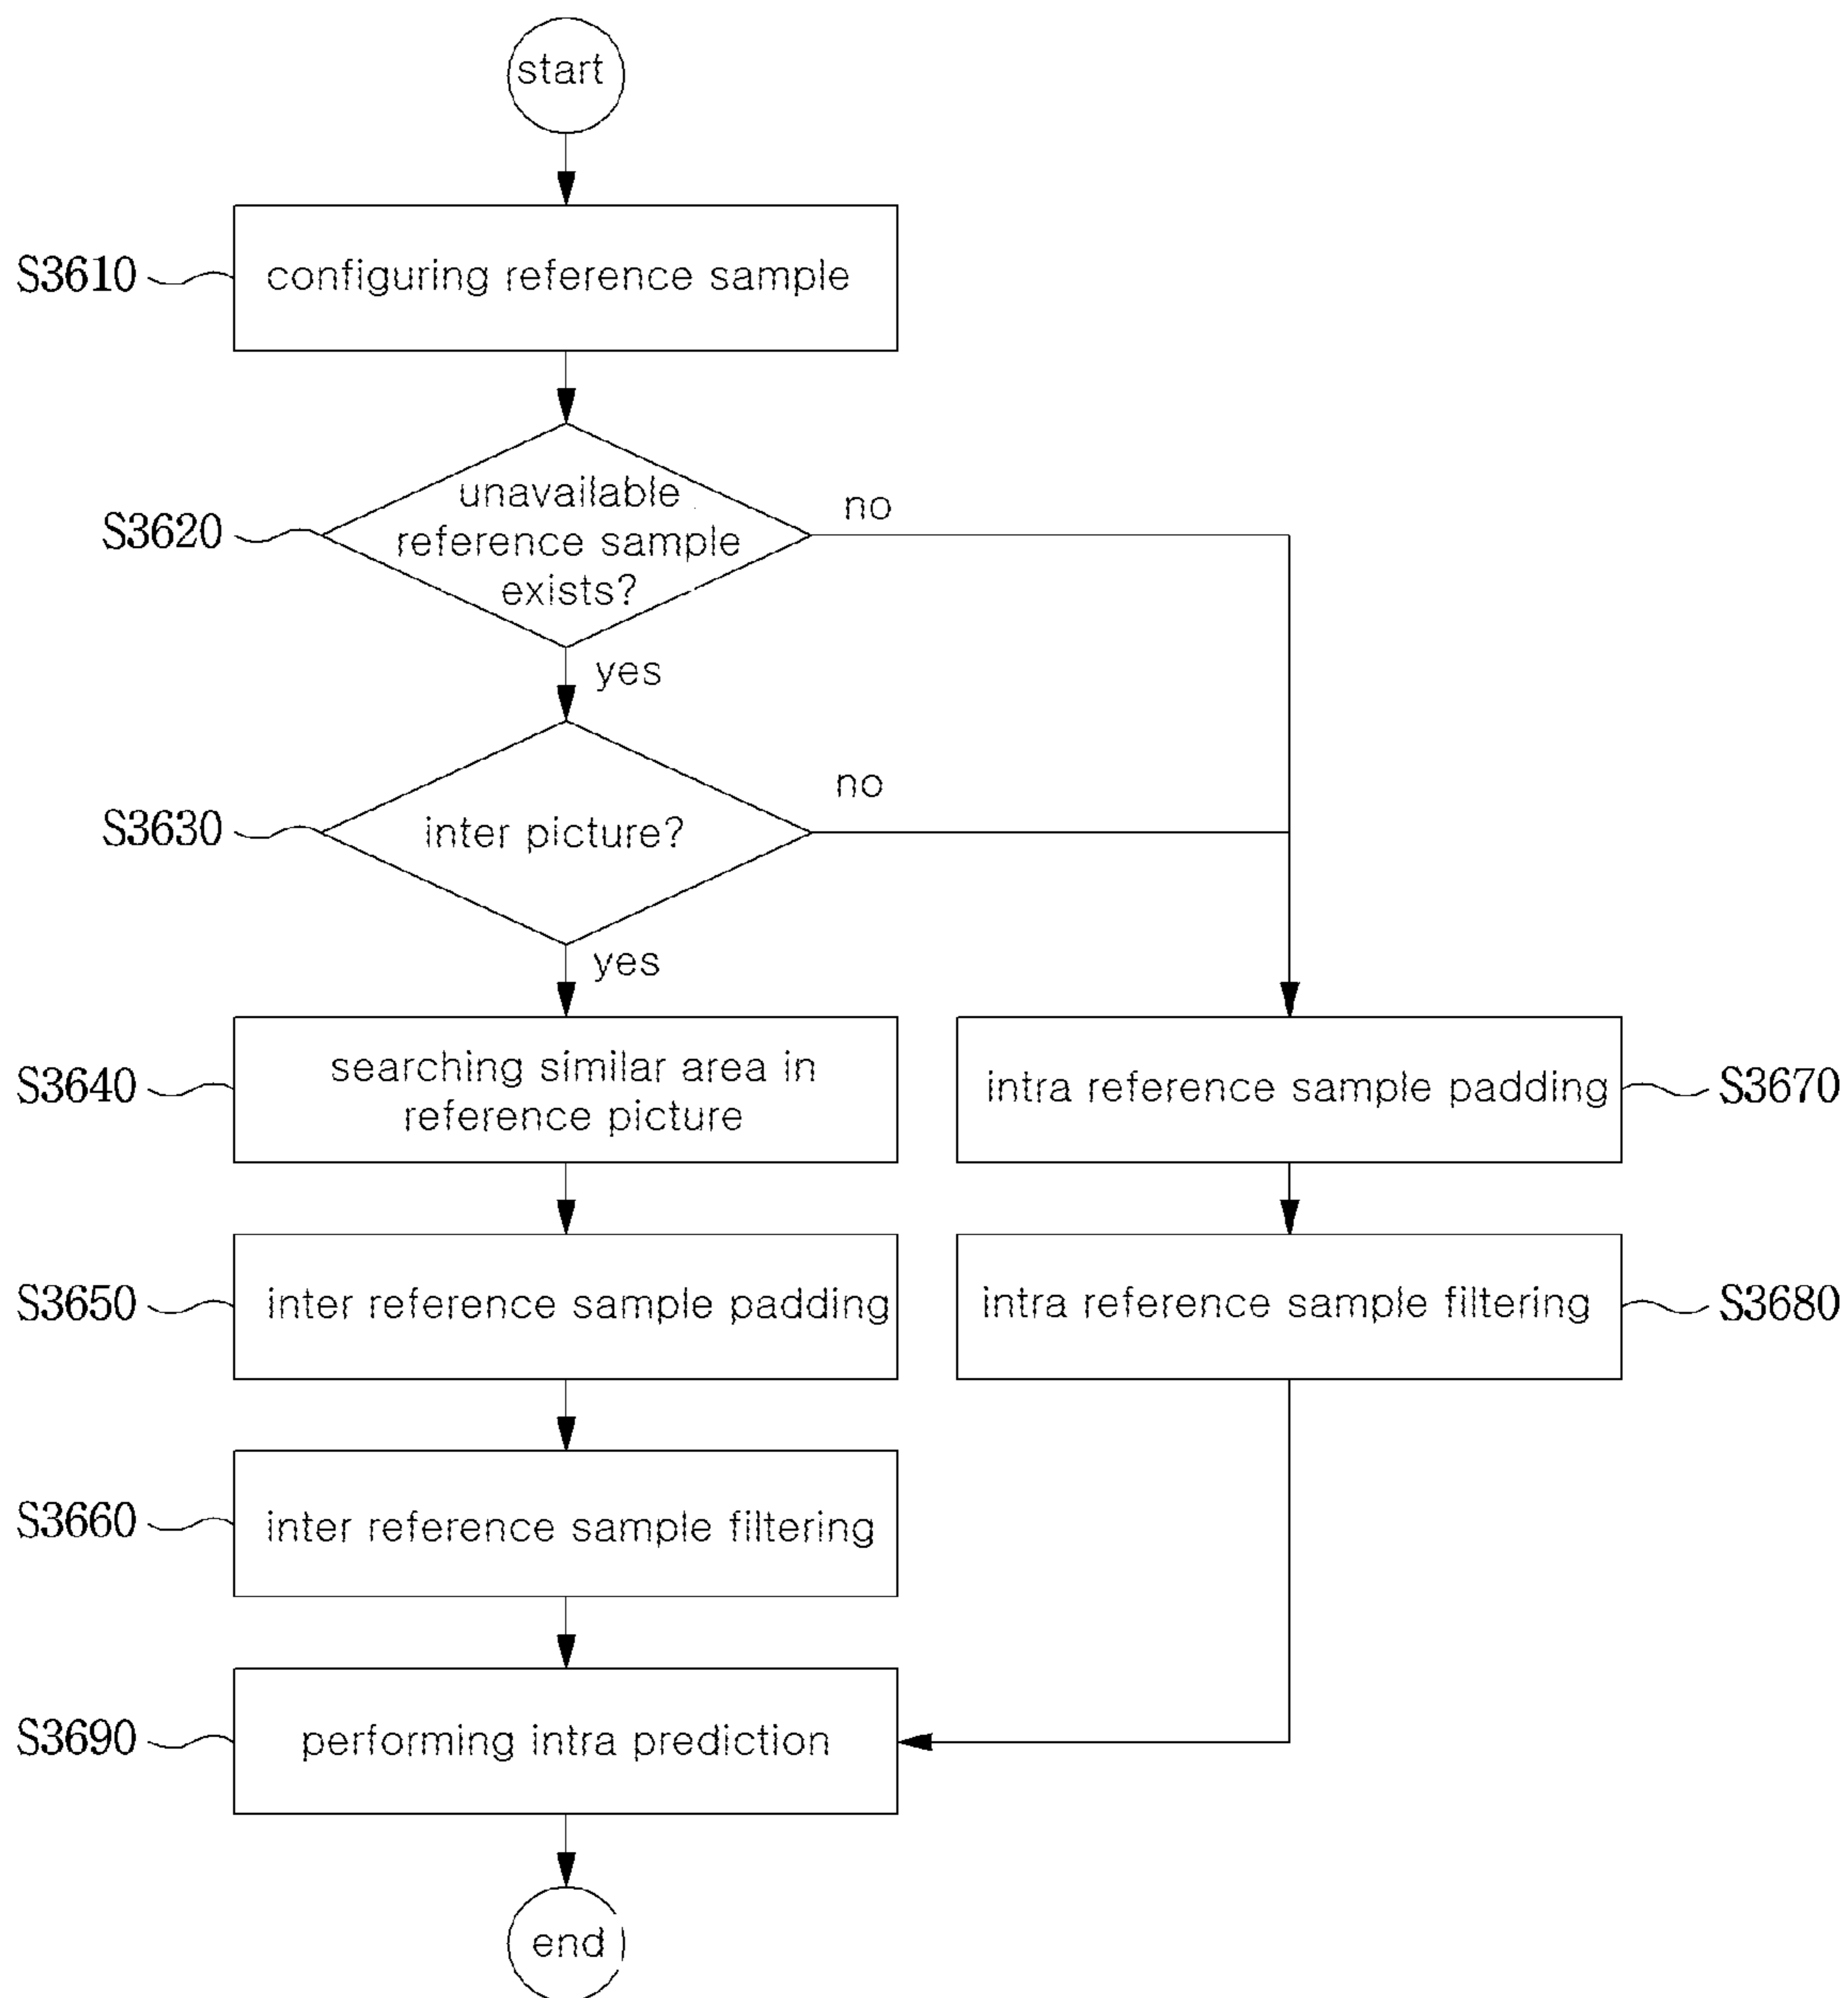 start
S3610
configuring reference sample
S3620
unavailable
reference sample
exists?
no
yes
S3630
inter picture?
no
yes
S3640
searching similar area in
reference picture
intra reference sample padding
S3670
S3650
inter reference sample padding
intra reference sample filtering
S3680
S3660
inter reference sample filtering
S3690
performing intra prediction
end